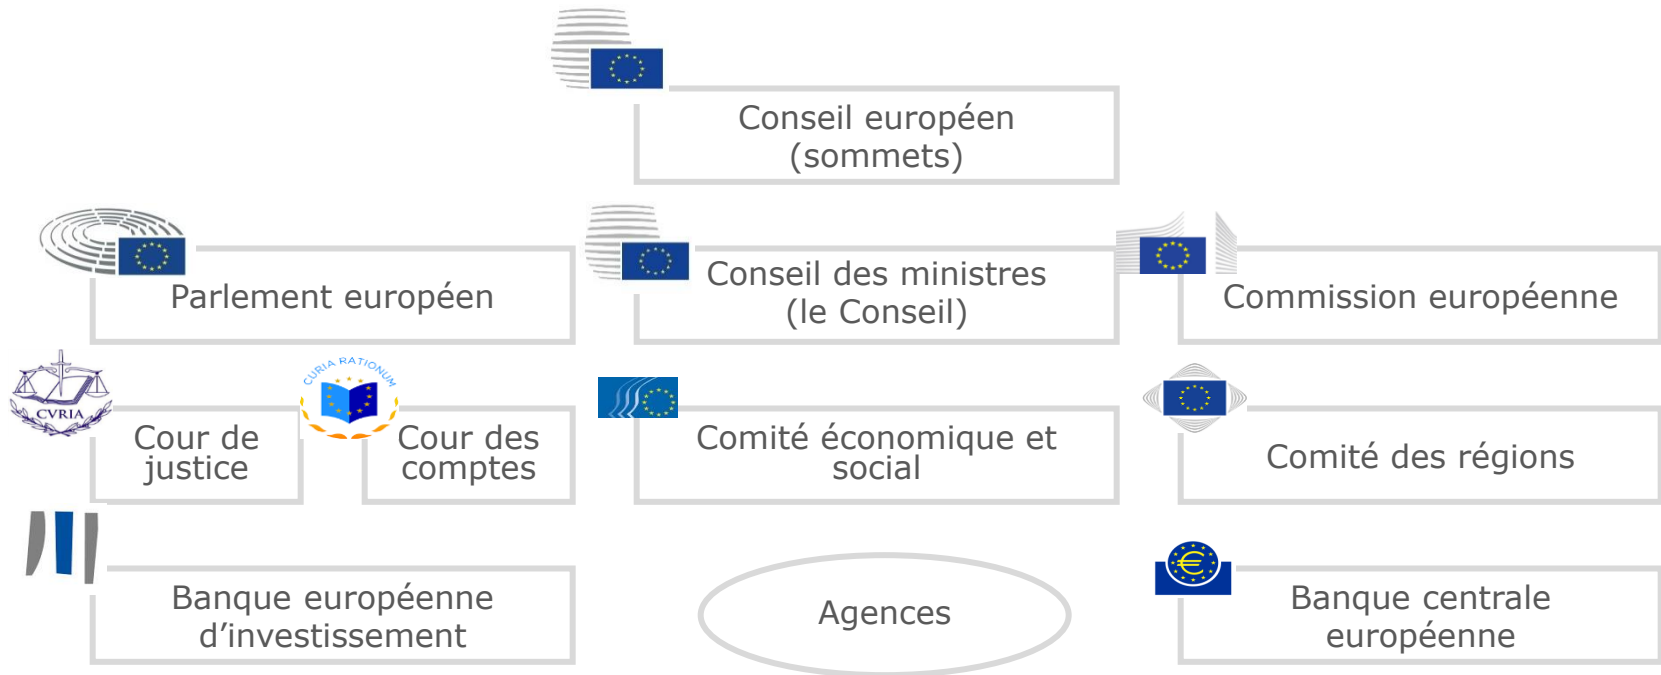 Conseil européen
(sommets)
Parlement européen
Conseil des ministres
(le Conseil)
Commission européenne
CVRIA
Cour de
justice
CURIA RATIONUM
Cour des
comptes
Comité économique et
social
Comité des régions
Banque européenne
d’investissement
Agences
€
Banque centrale
européenne